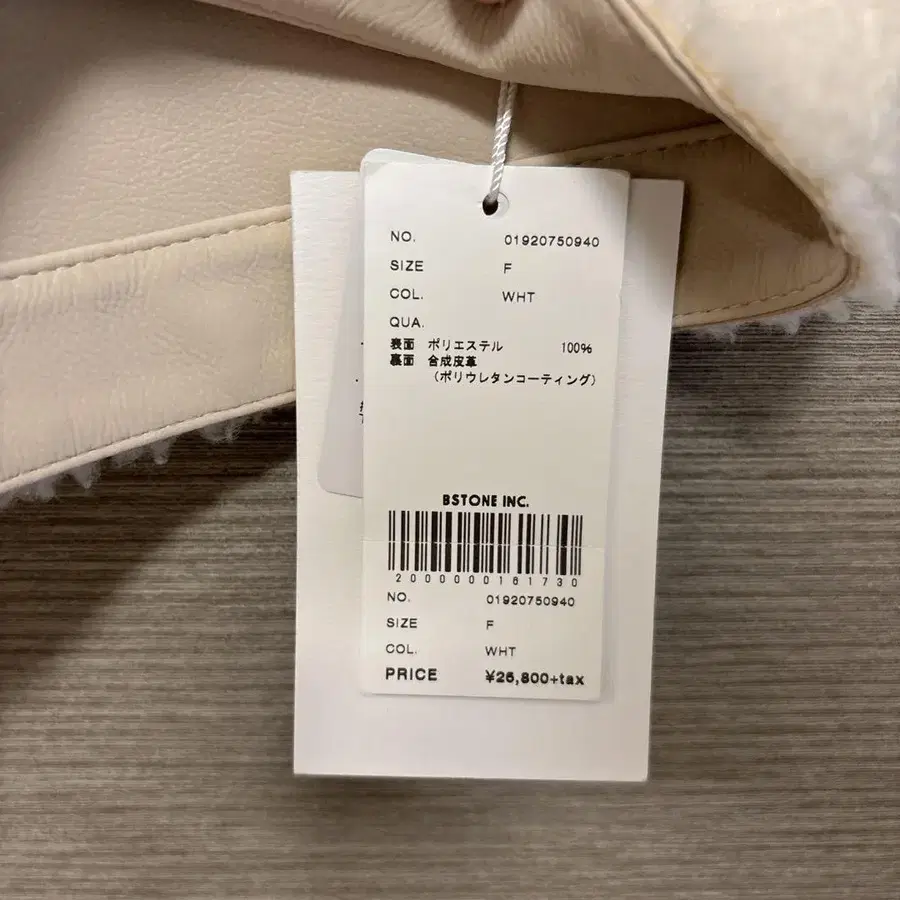 NO. 01920750940
SIZE F
COL. WHT
QUA.
表面 ポリエステル 100%
裏面 合成皮革
(ポリウレタンコーティング)
BSTONE INC.
2000000161730
NO. 01920750940
SIZE F
COL. WHT
PRICE ¥26,800+tax